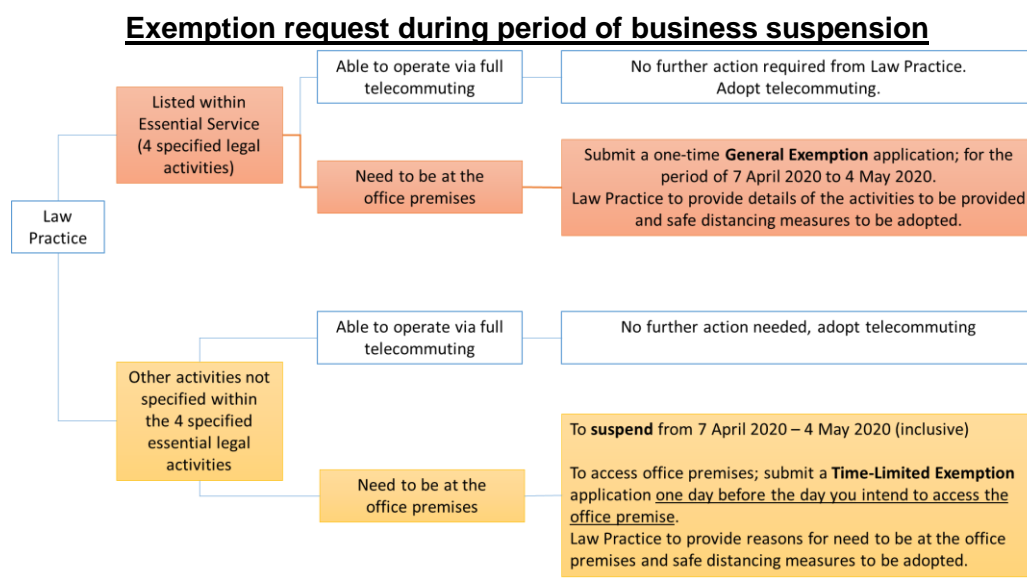 Exemption request during period of business suspension
Able to operate via full
telecommuting
No further action required from Law Practice.
Adopt telecommuting.
Listed within
Essential Service
(4 specified legal
activities)
Need to be at the
office premises
Submit a one-time General Exemption application; for the
period of 7 April 2020 to 4 May 2020.
Law Practice to provide details of the activities to be provided
and safe distancing measures to be adopted.
Law
Practice
Able to operate via full
telecommuting
No further action needed, adopt telecommuting
Other activities not
specified within
the 4 specified
essential legal
activities
Need to be at the
office premises
To suspend from 7 April 2020 – 4 May 2020 (inclusive)
To access office premises; submit a Time-Limited Exemption
application one day before the day you intend to access the
office premise.
Law Practice to provide reasons for need to be at the office
premises and safe distancing measures to be adopted.